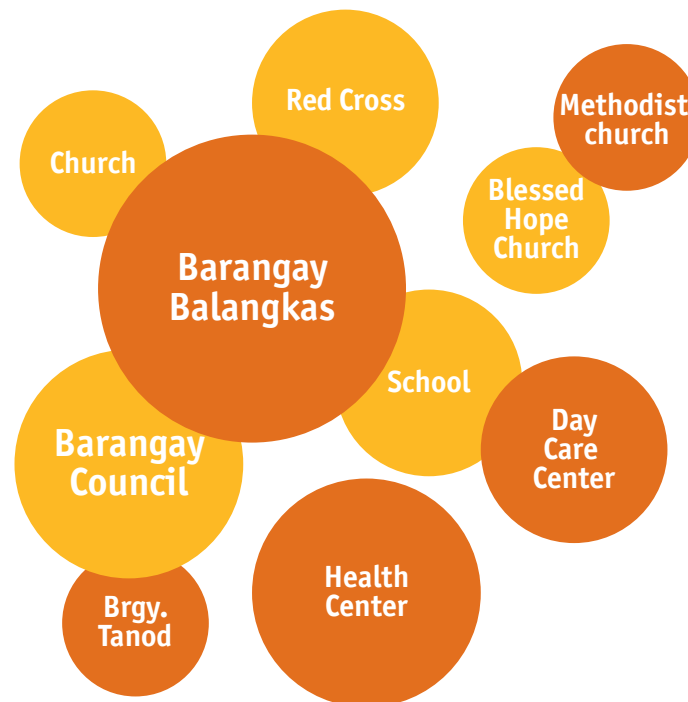 Red Cross
Methodist
church
Church
Blessed
Hope
Church
Barangay
Balangkas
School
Barangay
Council
Day
Care
Center
Health
Center
Brgy.
Tanod